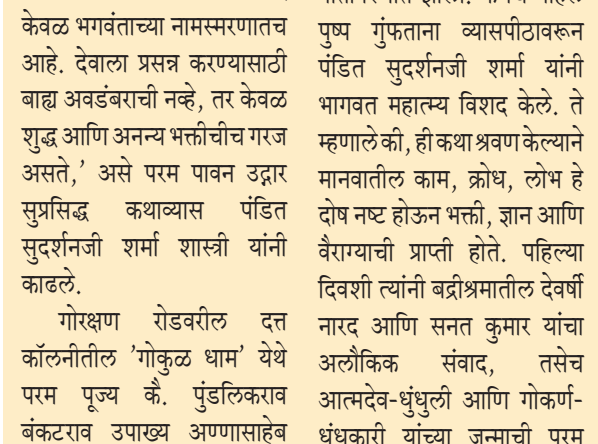 केवळ भगवंताच्या नामस्मरणातच
आहे. देवाला प्रसन्न करण्यासाठी
बाह्य अवडंबराची नव्हे, तर केवळ
शुद्ध आणि अनन्य भक्तीचीच गरज
असते,’ असे परम पावन उद्गार
सुप्रसिद्ध कथाव्यास पंडित
सुदर्शनजी शर्मा शास्त्री यांनी
काढले.
गोरक्षण रोडवरील दत्त
कॉलनीतील ’गोकुळ धाम’ येथे
परम पूज्य कै. पुंडलिकराव
बंकटराव उपाख्य अण्णासाहेब
पुष्प गुंफताना व्यासपीठावरून
पंडित सुदर्शनजी शर्मा यांनी
भागवत महात्म्य विशद केले. ते
म्हणाले की, ही कथा श्रवण केल्याने
मानवातील काम, क्रोध, लोभ हे
दोष नष्ट होऊन भक्ती, ज्ञान आणि
वैराग्याची प्राप्ती होते. पहिल्या
दिवशी त्यांनी बद्रीश्रमातील देवर्षी
नारद आणि सनत कुमार यांचा
अलौकिक संवाद, तसेच
आत्मदेव-धुंधुली आणि गोकर्ण-
धुंधुकारी यांच्या जन्माची परम